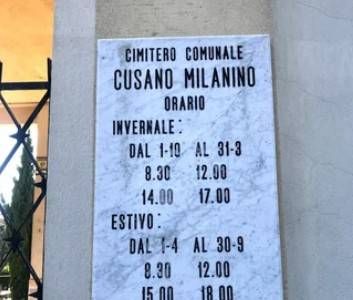 CIMITERO COMUNALE
CUSANO MILANINO
ORARIO
INVERNALE:
DAL 1-10 AL 31-3
8.30 12.00
14.00 17.00
ESTIVO:
DAL 1-4 AL 30-9
8.30 12.00
15.00 18.00